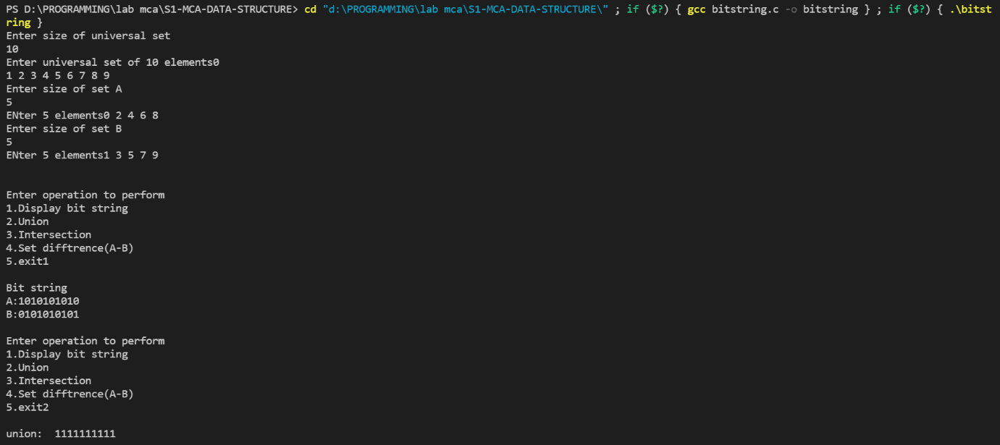 PS D:\PROGRAMMING\lab mca\S1-MCA-DATA-STRUCTURE> cd "d:\PROGRAMMING\lab mca\S1-MCA-DATA-STRUCTURE\" ; if ($?) { gcc bitstring.c -o bitstring } ; if ($?) { .\bitst
ring }
Enter size of universal set
10
Enter universal set of 10 elements0
1 2 3 4 5 6 7 8 9
Enter size of set A
5
ENter 5 elements0 2 4 6 8
Enter size of set B
5
ENter 5 elements1 3 5 7 9
Enter operation to perform
1.Display bit string
2.Union
3.Intersection
4.Set difftrence(A-B)
5.exit1
Bit string
A:1010101010
B:0101010101
Enter operation to perform
1.Display bit string
2.Union
3.Intersection
4.Set difftrence(A-B)
5.exit2
union:  1111111111